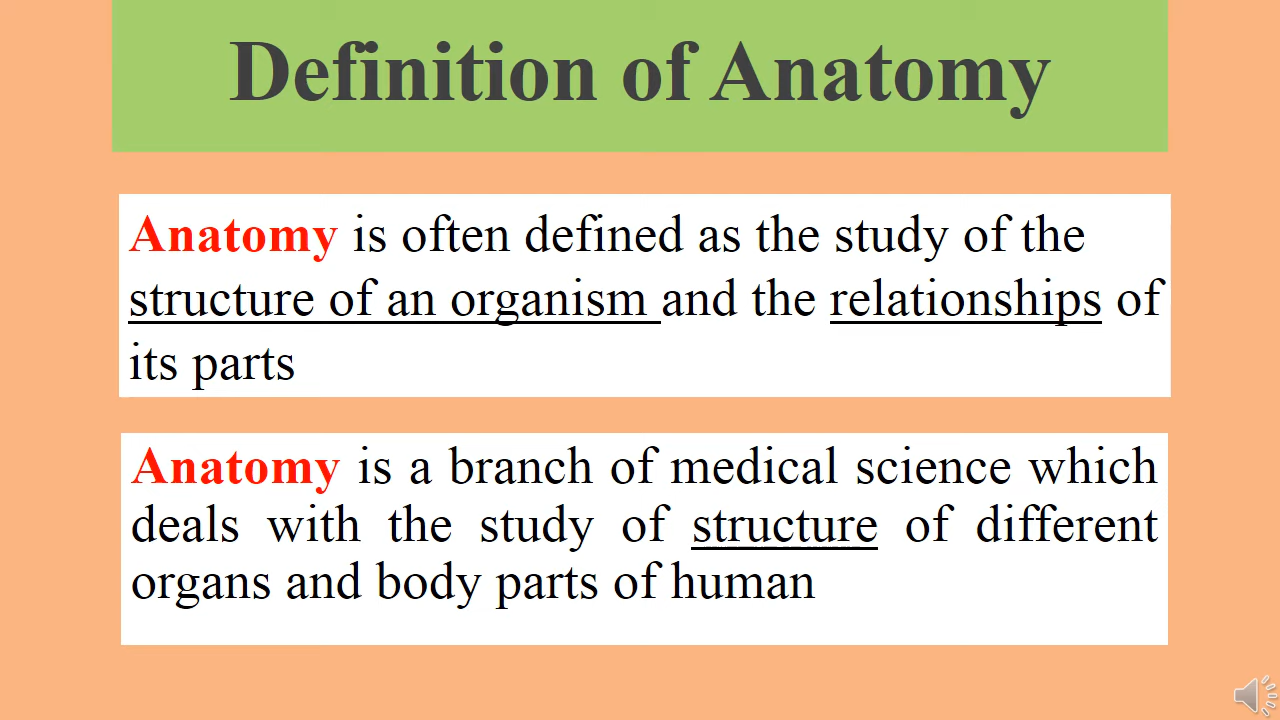 Definition of Anatomy
Anatomy is often defined as the study of the
structure of an organism and the relationships of
its parts
Anatomy is a branch of medical science which
deals with the study of structure of different
organs and body parts of human